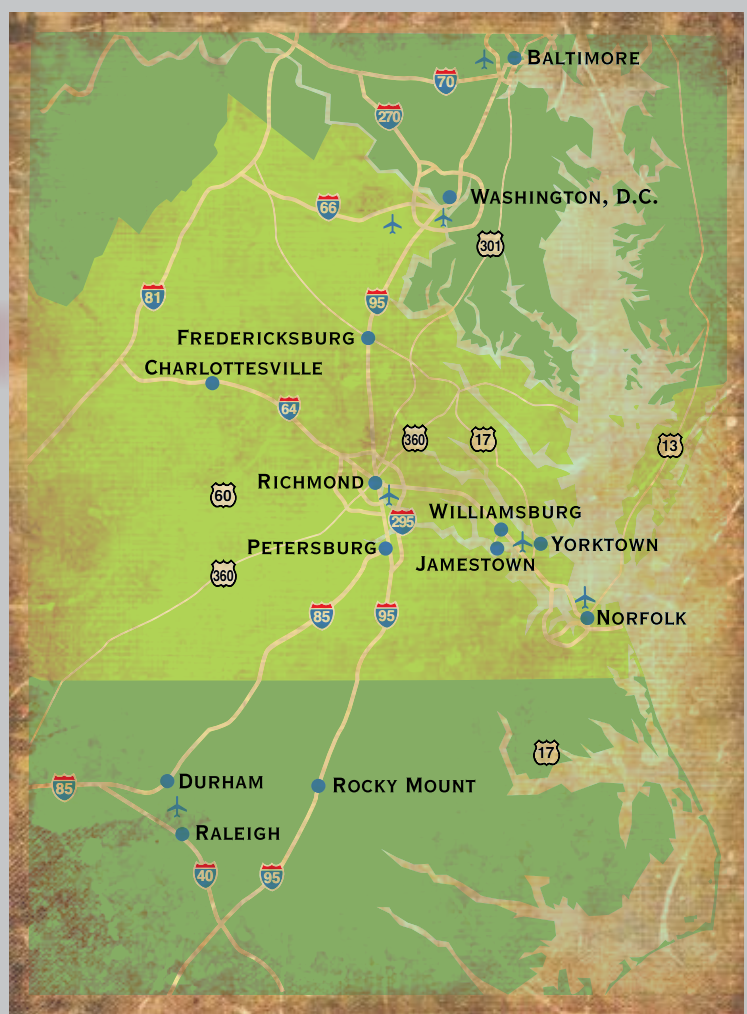 BALTIMORE
70
270
WASHINGTON, D.C.
66
301
81
95
FREDERICKSBURG
CHARLOTTESVILLE
64
360
17
13
RICHMOND
60
WILLIAMSBURG
295
PETERSBURG
YORKTOWN
JAMESTOWN
360
85
95
NORFOLK
17
DURHAM
85
ROCKY MOUNT
RALEIGH
40
95